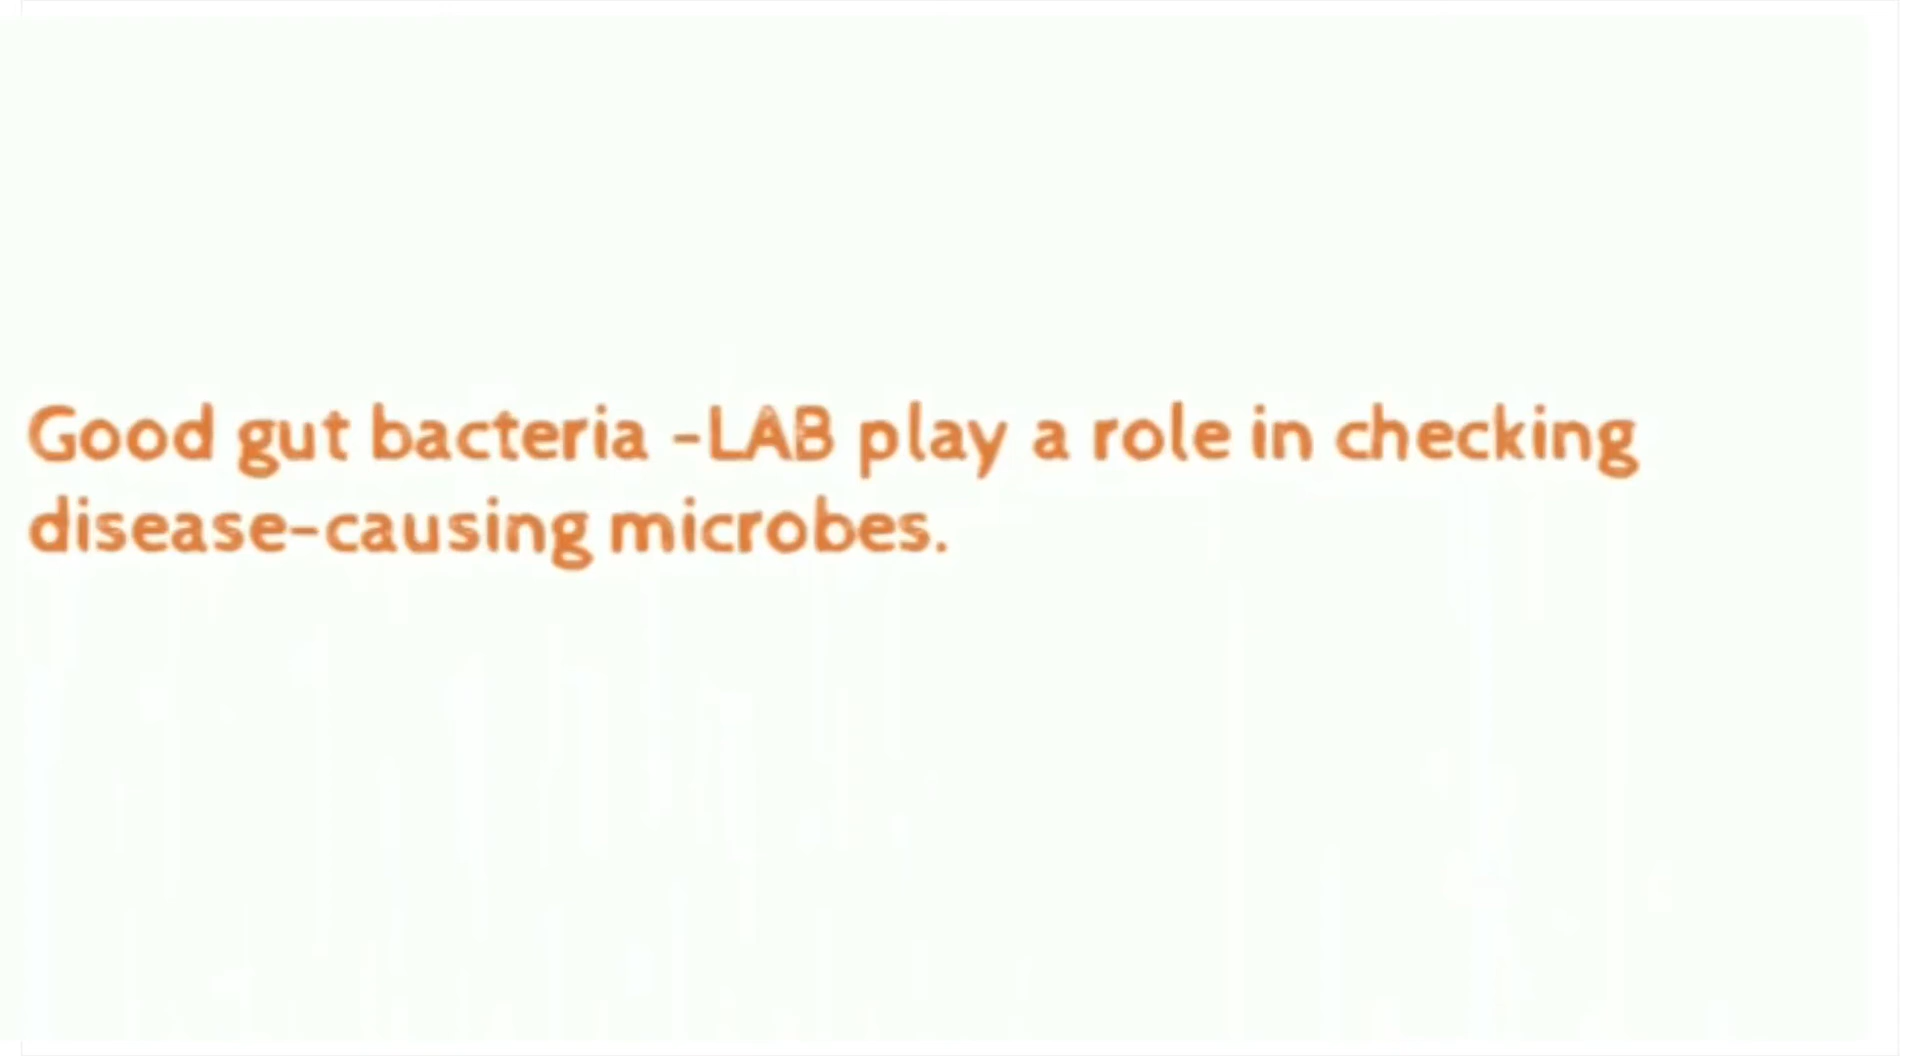 Good gut bacteria -LAB play a role in checking
disease-causing microbes.